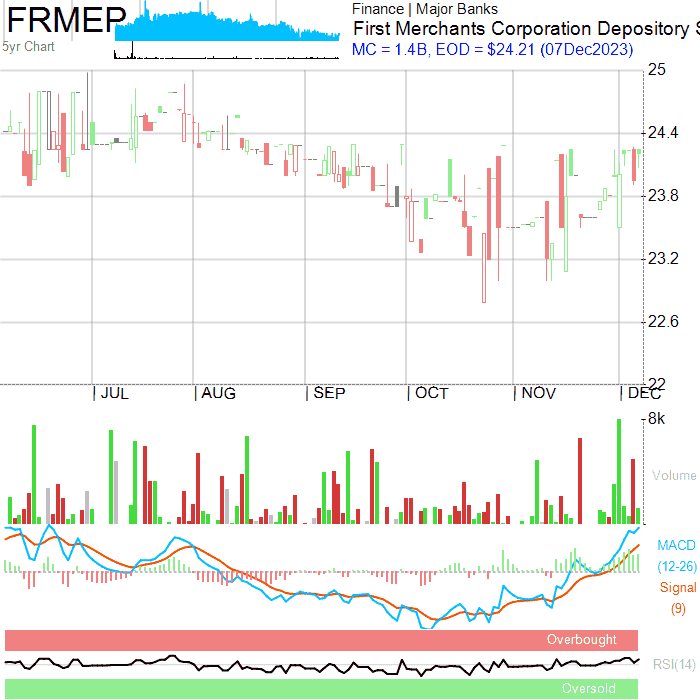 FRMEP
Finance | Major Banks
First Merchants Corporation Depository S
MC = 1.4B, EOD = $24.21 (07Dec2023)
5yr Chart
25
24.4
23.8
23.2
22.6
22
JUL AUG SEP OCT NOV DEC
8k
Volume
MACD
(12-26)
Signal
(9)
Overbought
RSI(14)
Oversold